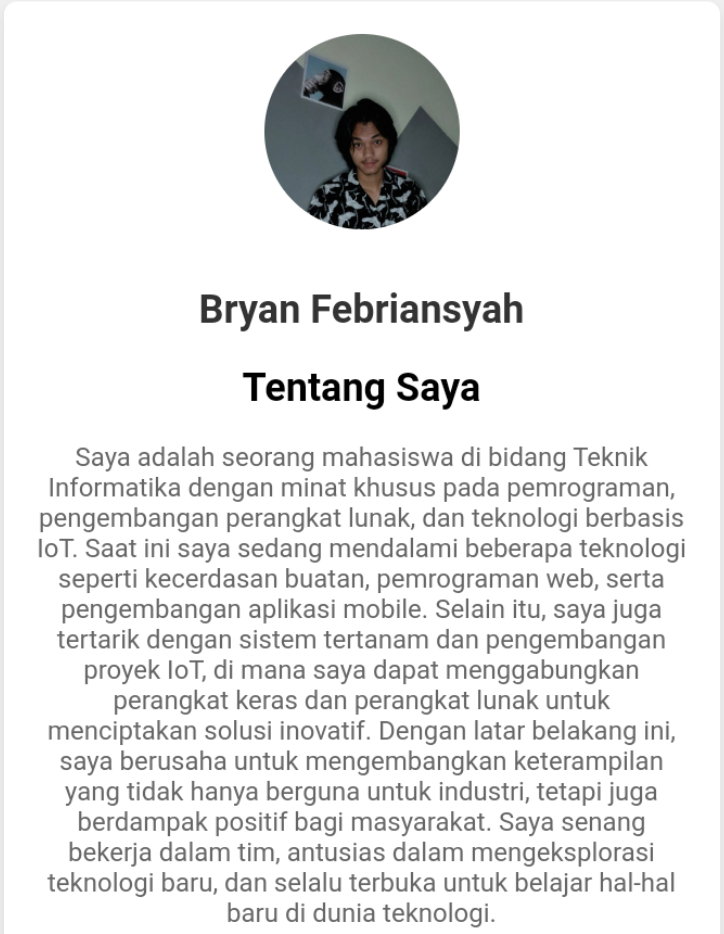 Bryan Febriansyah
Tentang Saya
Saya adalah seorang mahasiswa di bidang Teknik
Informatika dengan minat khusus pada pemrograman,
pengembangan perangkat lunak, dan teknologi berbasis
IoT. Saat ini saya sedang mendalami beberapa teknologi
seperti kecerdasan buatan, pemrograman web, serta
pengembangan aplikasi mobile. Selain itu, saya juga
tertarik dengan sistem tertanam dan pengembangan
proyek IoT, di mana saya dapat menggabungkan
perangkat keras dan perangkat lunak untuk
menciptakan solusi inovatif. Dengan latar belakang ini,
saya berusaha untuk mengembangkan keterampilan
yang tidak hanya berguna untuk industri, tetapi juga
berdampak positif bagi masyarakat. Saya senang
bekerja dalam tim, antusias dalam mengeksplorasi
teknologi baru, dan selalu terbuka untuk belajar hal-hal
baru di dunia teknologi.